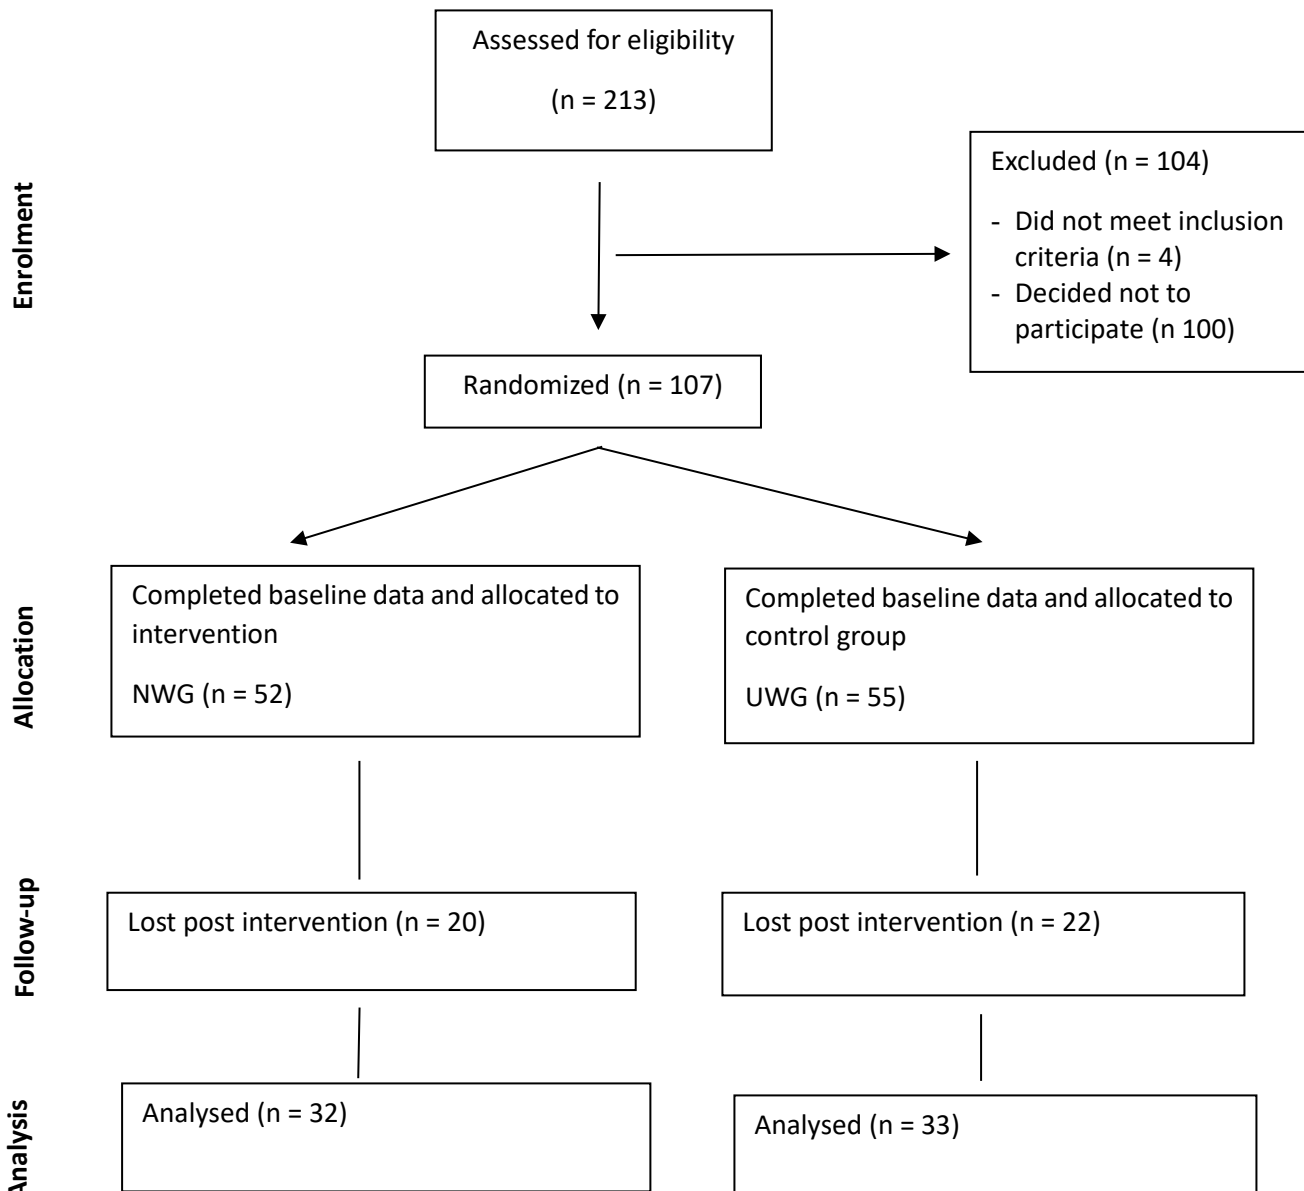 Assessed for eligibility
(n = 213)
Enrolment
Excluded (n = 104)
- Did not meet inclusion
criteria (n = 4)
- Decided not to
participate (n 100)
Randomized (n = 107)
Allocation
Completed baseline data and allocated to
intervention
NWG (n = 52)
Completed baseline data and allocated to
control group
UWG (n = 55)
Follow-up
Lost post intervention (n = 20)
Lost post intervention (n = 22)
Analysis
Analysed (n = 32)
Analysed (n = 33)